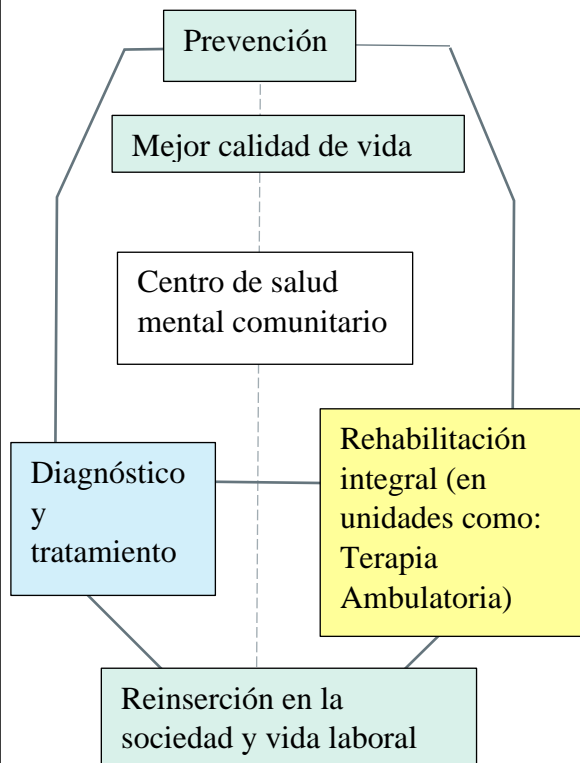 Prevención
Mejor calidad de vida
Centro de salud
mental comunitario
Diagnóstico
y
tratamiento
Rehabilitación
integral (en
unidades como:
Terapia
Ambulatoria)
Reinserción en la
sociedad y vida laboral